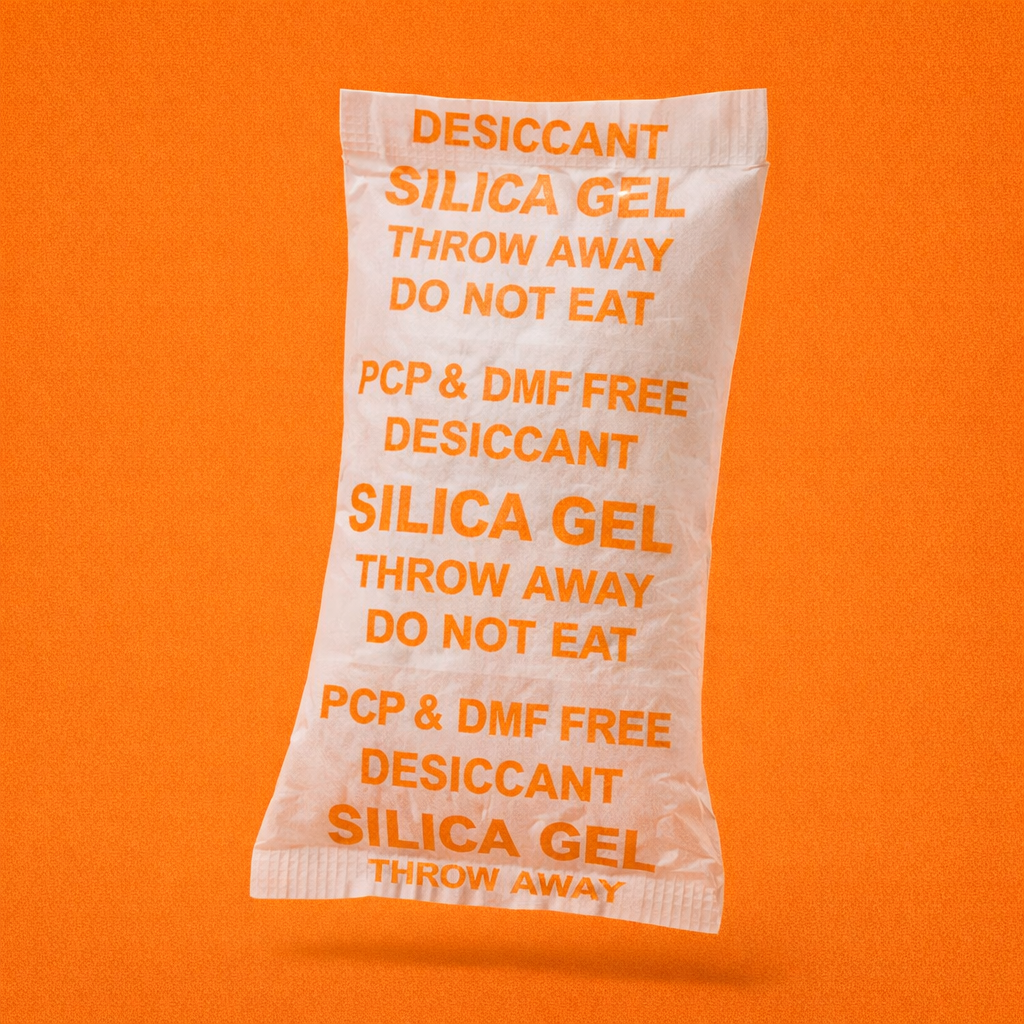 DESICCANT
SILICA GEL
THROW AWAY
DO NOT EAT
PCP & DMF FREE
DESICCANT
SILICA GEL
THROW AWAY
DO NOT EAT
PCP & DMF FREE
DESICCANT
SILICA GEL
THROW AWAY